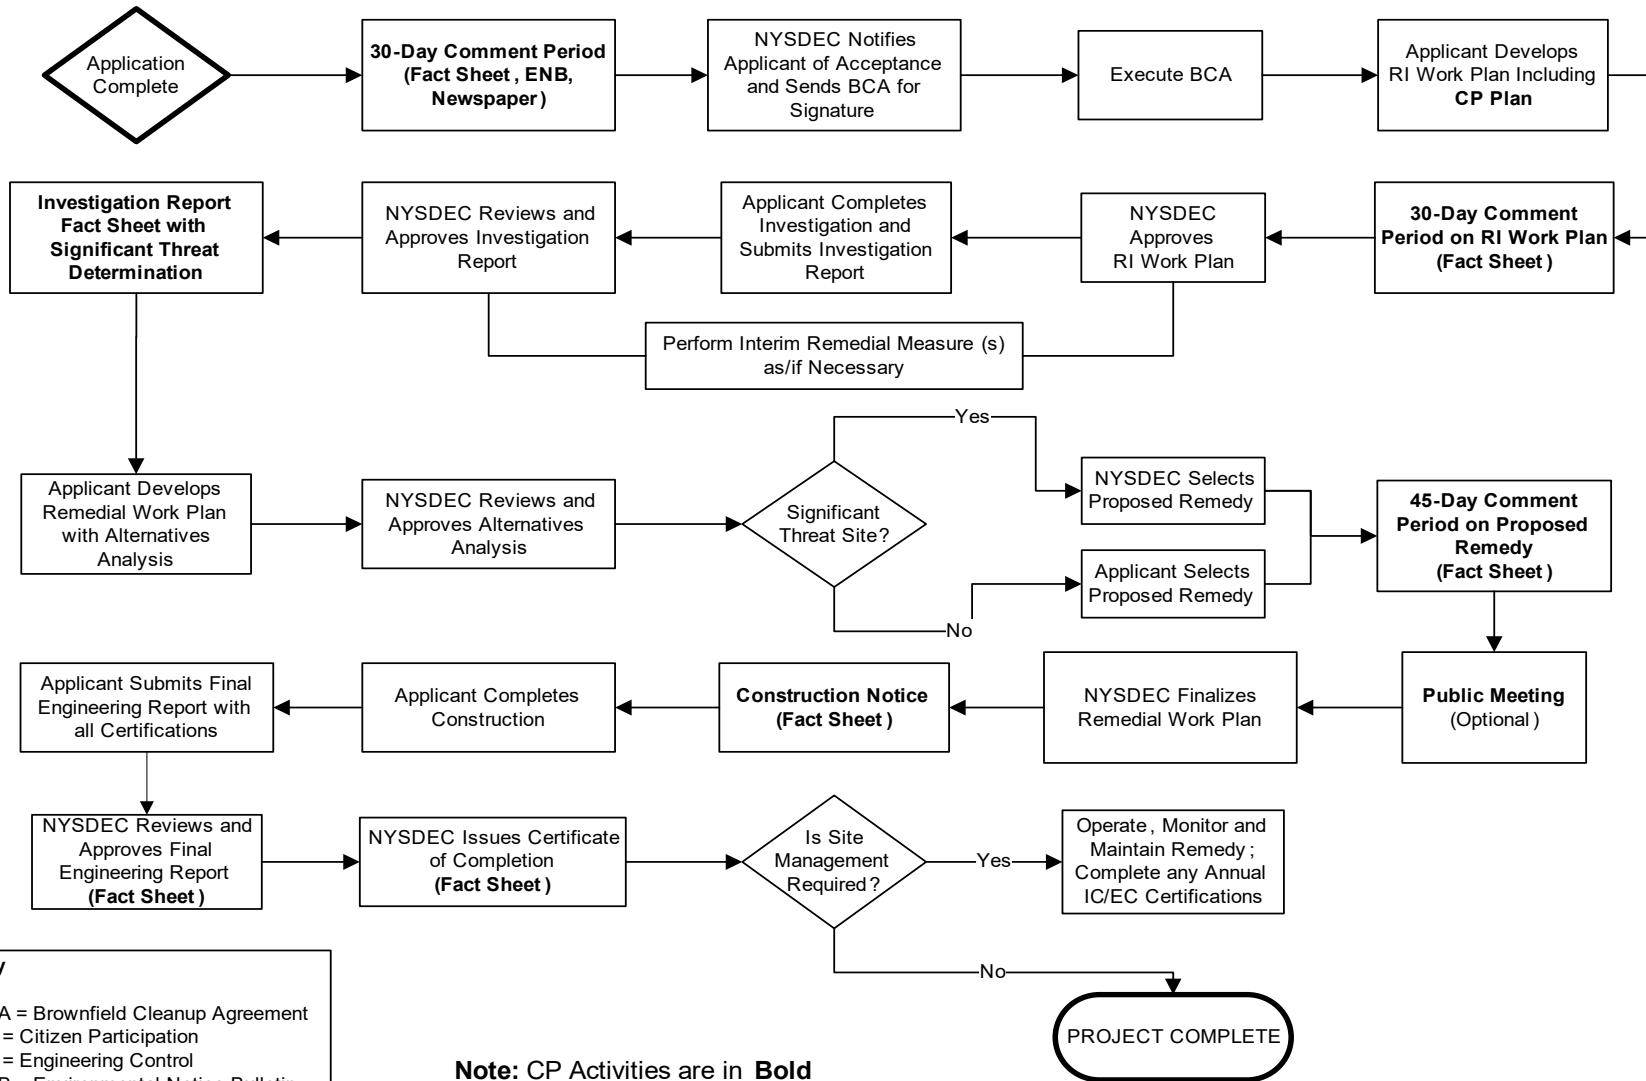 Application
Complete
30-Day Comment Period
(Fact Sheet, ENB,
Newspaper)
NYSDEC Notifies
Applicant of Acceptance
and Sends BCA for
Signature
Execute BCA
Applicant Develops
RI Work Plan Including
CP Plan
30-Day Comment
Period on RI Work Plan
(Fact Sheet)
NYSDEC
Approves
RI Work Plan
Applicant Completes
Investigation and
Submits Investigation
Report
NYSDEC Reviews and
Approves Investigation
Report
Investigation Report
Fact Sheet with
Significant Threat
Determination
Perform Interim Remedial Measure (s)
as/if Necessary
Applicant Develops
Remedial Work Plan
with Alternatives
Analysis
NYSDEC Reviews and
Approves Alternatives
Analysis
Significant
Threat Site?
Yes
NYSDEC Selects
Proposed Remedy
No
Applicant Selects
Proposed Remedy
45-Day Comment
Period on Proposed
Remedy
(Fact Sheet)
Public Meeting
(Optional)
NYSDEC Finalizes
Remedial Work Plan
Construction Notice
(Fact Sheet)
Applicant Completes
Construction
Applicant Submits Final
Engineering Report with
all Certifications
NYSDEC Reviews and
Approves Final
Engineering Report
(Fact Sheet)
NYSDEC Issues Certificate
of Completion
(Fact Sheet)
Is Site
Management
Required?
Yes
Operate, Monitor and
Maintain Remedy;
Complete any Annual
IC/EC Certifications
No
PROJECT COMPLETE
= Brownfield Cleanup Agreement
= Citizen Participation
= Engineering Control
Note: CP Activities are in Bold